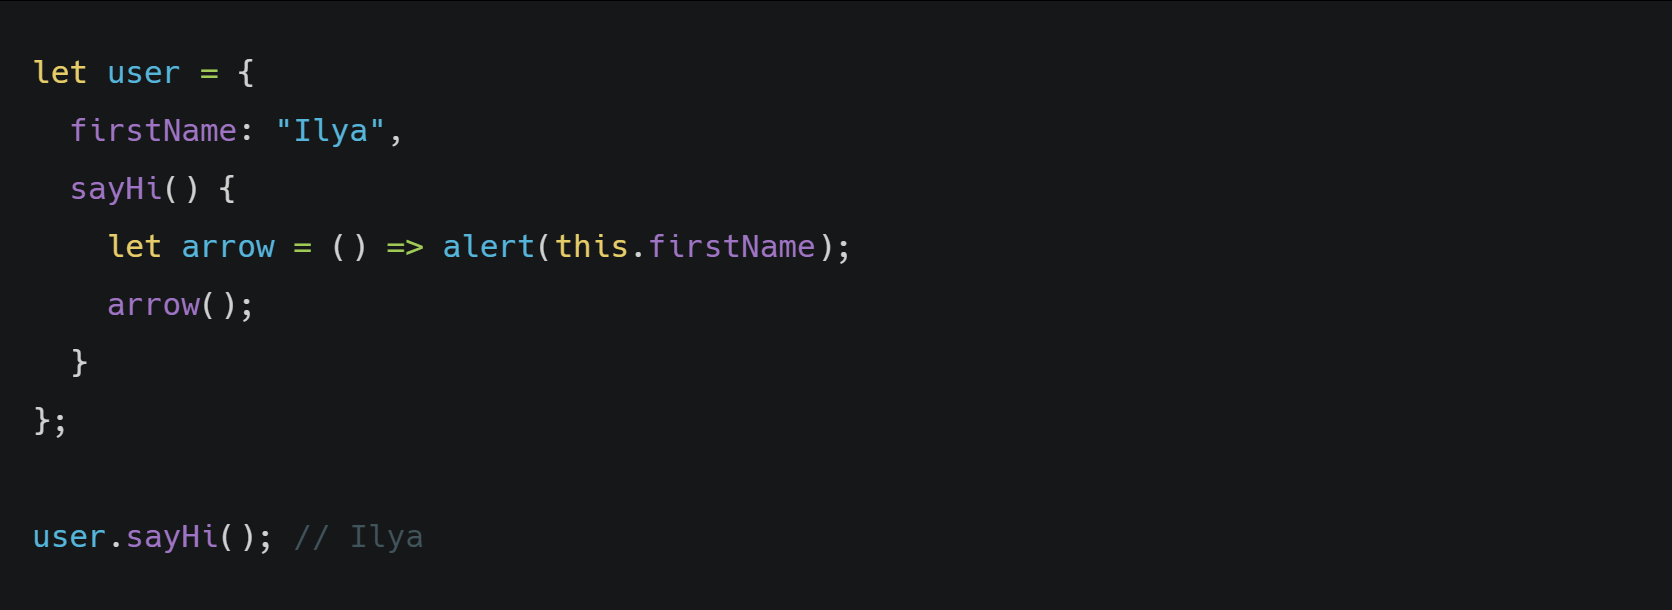 let user = {
  firstName: "Ilya",
  sayHi() {
    let arrow = () => alert(this.firstName);
    arrow();
  }
};

user.sayHi(); // Ilya